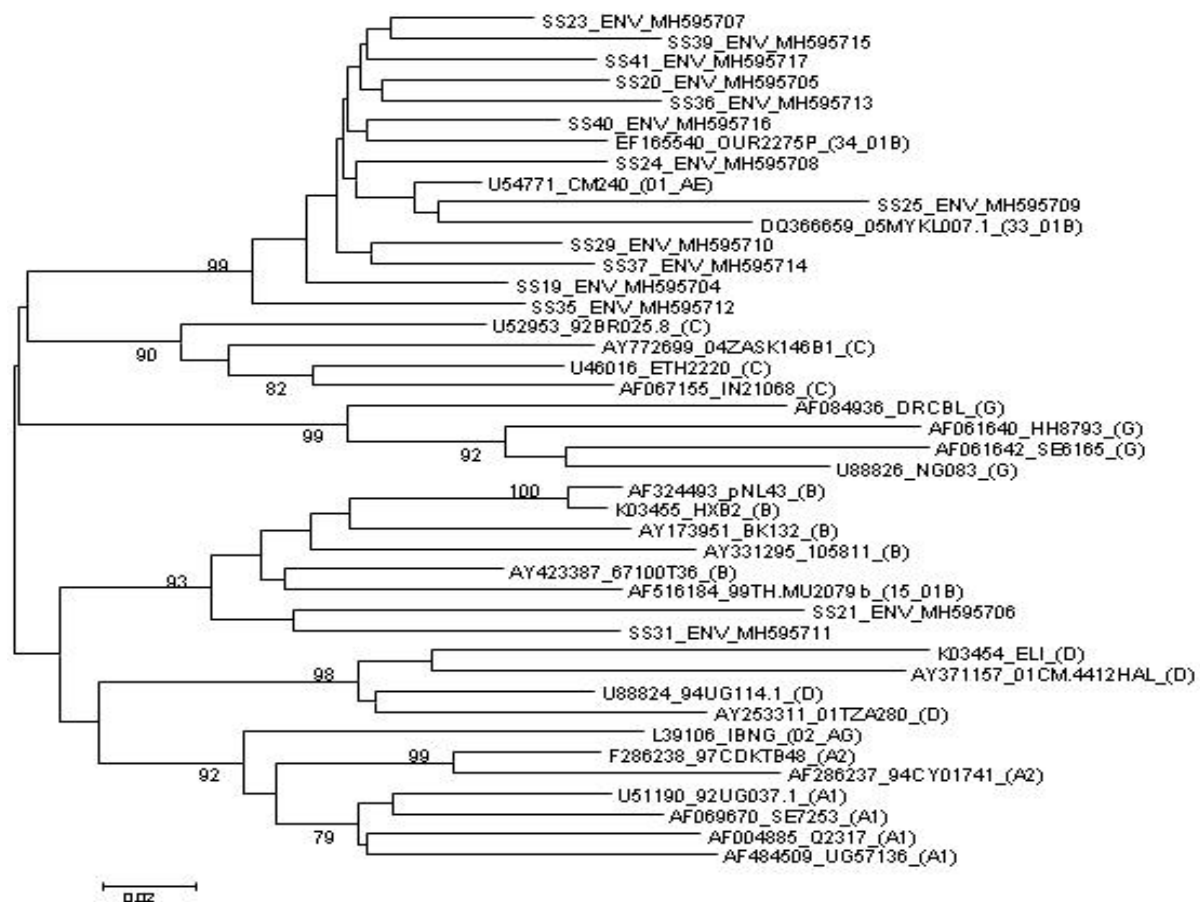 SS23_ENV_MH595707
SS39_ENV_MH595715
SS41_ENV_MH595717
SS20_ENV_MH595705
SS36_ENV_MH595713
SS40_ENV_MH595716
EF165540_OUR2275P_(34_01B)
SS24_ENV_MH595708
U54771_CM240_(01_AE)
SS25_ENV_MH595709
DQ366659_05MYKL007.1_(33_01B)
SS29_ENV_MH595710
99
SS37_ENV_MH595714
SS19_ENV_MH595704
SS35_ENV_MH595712
U52953_92BR025.8_(C)
90
AY772699_04ZASK146B1_(C)
U46016_ETH2220_(C)
82
AF067155_IN21068_(C)
AF084936_DRCBL_(G)
99
AF061640_HH8793_(G)
92
AF061642_SE6165_(G)
U88826_NG083_(G)
100
AF324493_pNL43_(B)
K03455_HXB2_(B)
AY173951_BK132_(B)
AY331295_105811_(B)
93
AY423387_67100T36_(B)
AF516184_99TH.MU2079b_(15_01B)
SS21_ENV_MH595706
SS31_ENV_MH595711
K03454_ELI_(D)
98
AY371157_01CM.4412HAL_(D)
U88824_94UG114.1_(D)
AY253311_01TZA280_(D)
L39106_IBNG_(02_AG)
99
F286238_97CDKTB48_(A2)
92
AF286237_94CY01741_(A2)
U51190_92UG037.1_(A1)
AF069670_SE7253_(A1)
79
AF004885_Q2317_(A1)
AF484509_UG57136_(A1)
0.02